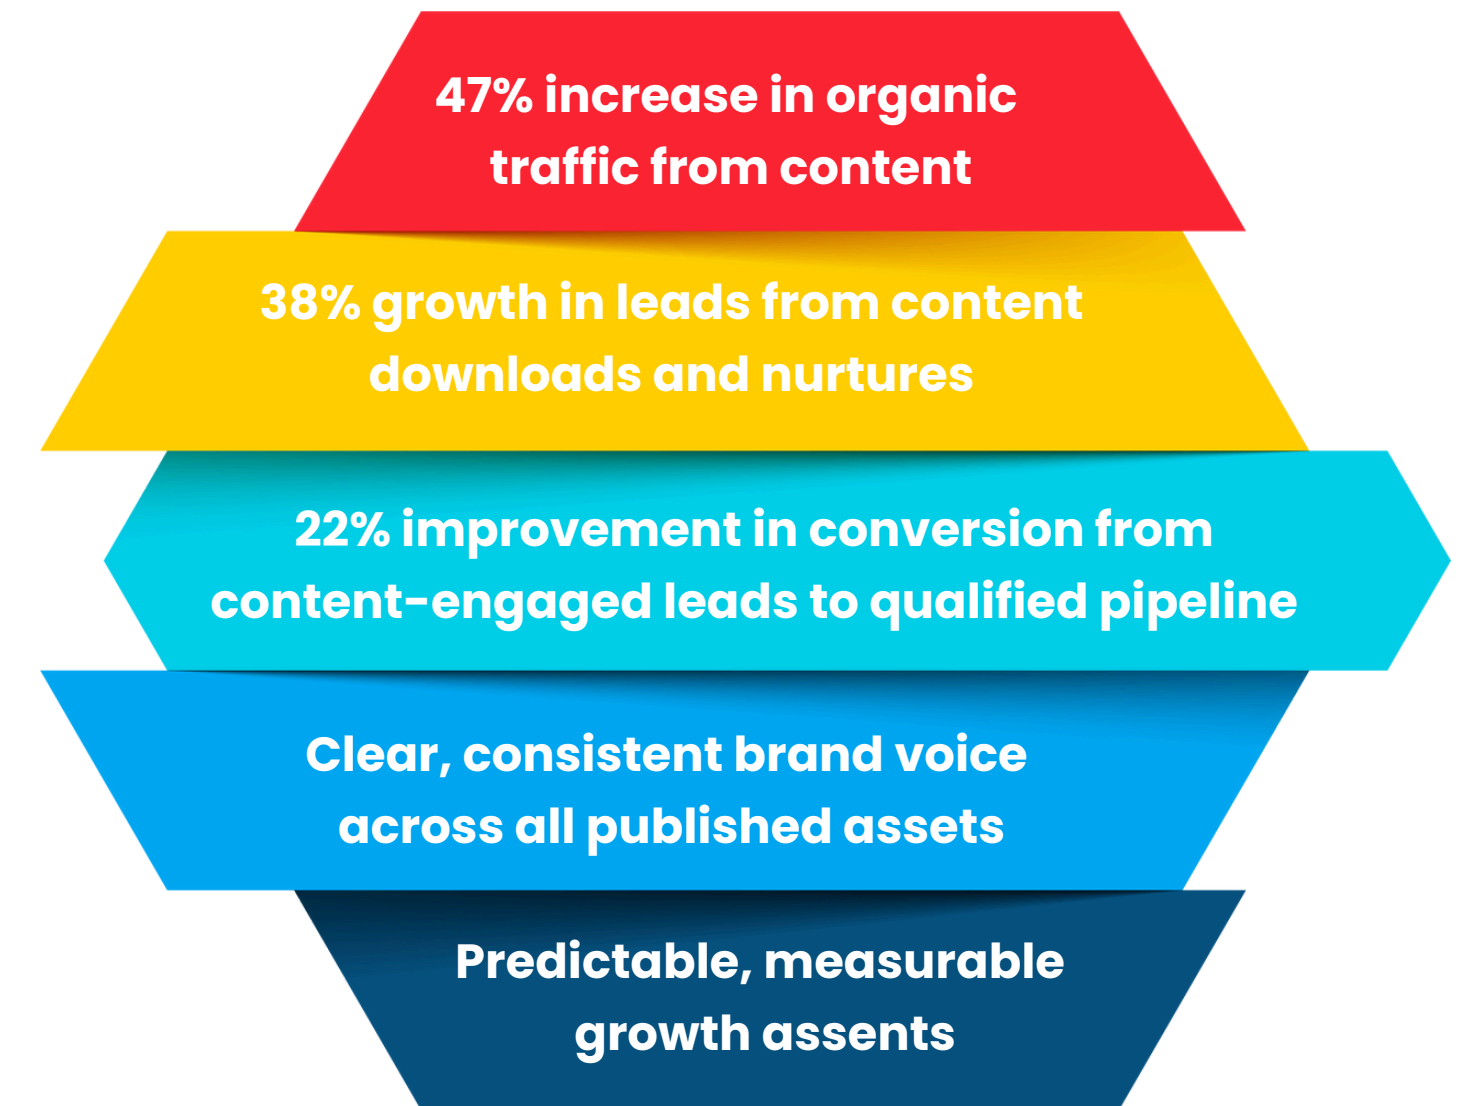 47% increase in organic
traffic from content
38% growth in leads from content
downloads and nurtures
22% improvement in conversion from
content-engaged leads to qualified pipeline
Clear, consistent brand voice
across all published assets
Predictable, measurable
growth assents